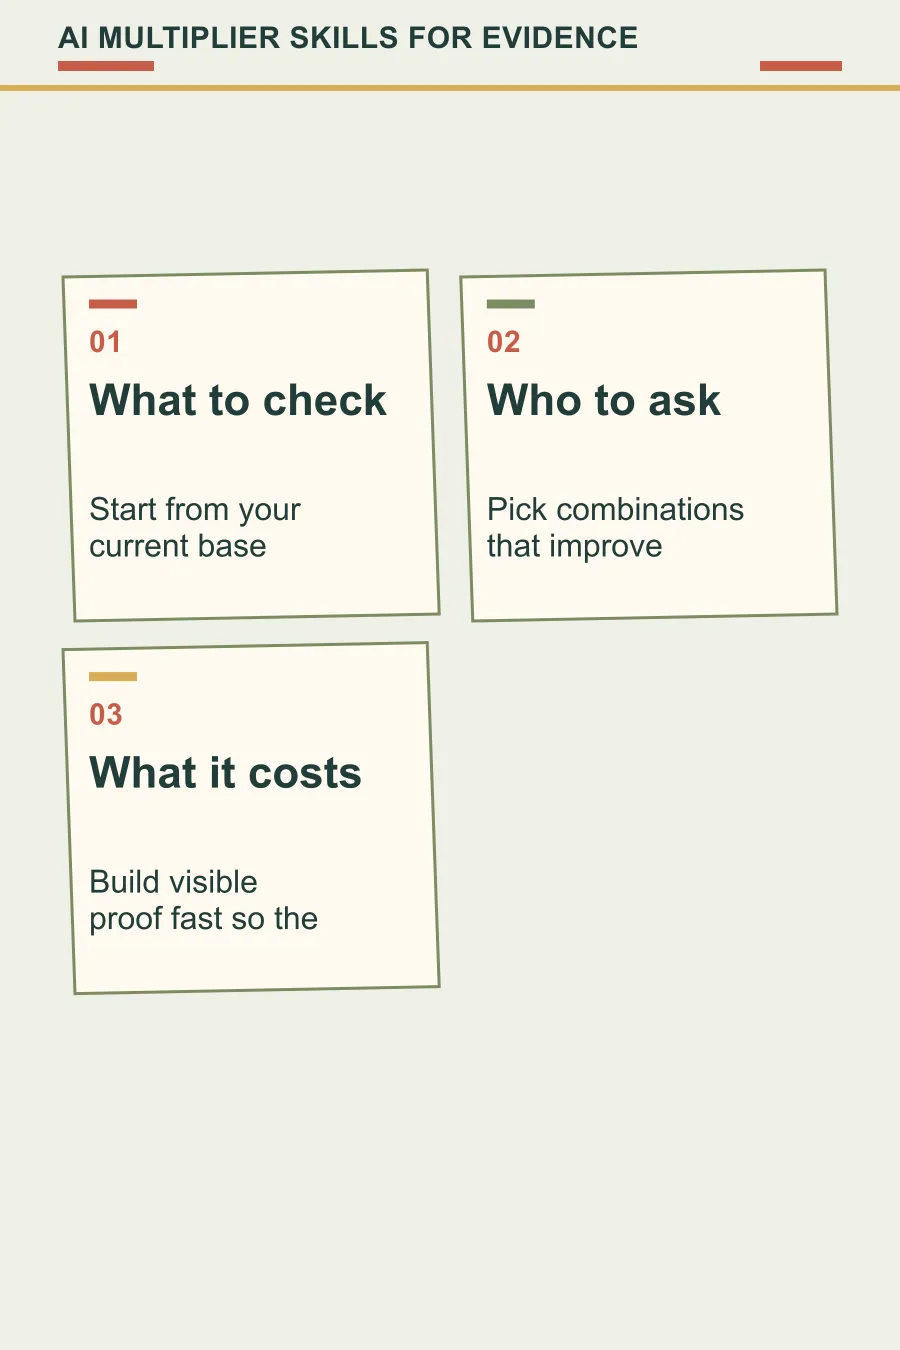 AI MULTIPLIER SKILLS FOR EVIDENCE
01
What to check
Start from your
current base
02
Who to ask
Pick combinations
that improve
03
What it costs
Build visible
proof fast so the